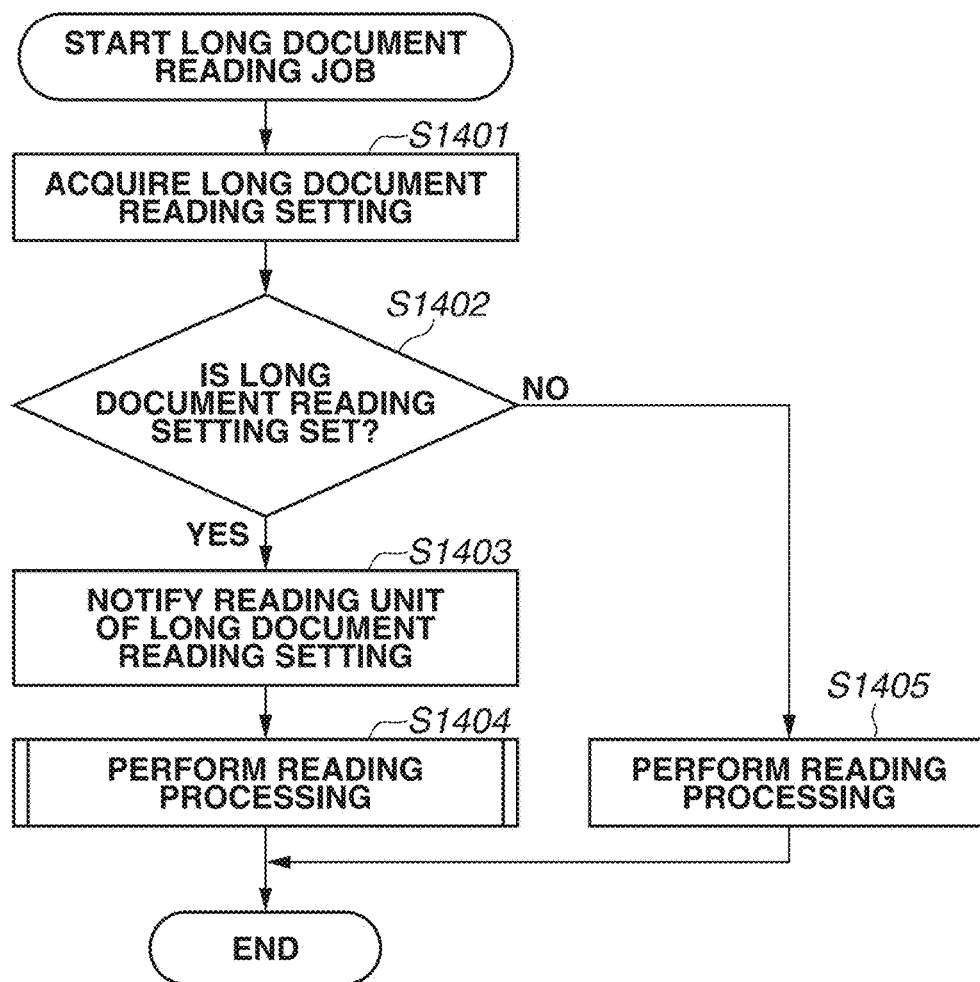 START LONG DOCUMENT
READING JOB
S1401
ACQUIRE LONG DOCUMENT
READING SETTING
S1402
IS LONG
DOCUMENT READING
SETTING SET?
NO
YES
S1403
NOTIFY READING UNIT
OF LONG DOCUMENT
READING SETTING
S1404
PERFORM READING
PROCESSING
S1405
PERFORM READING
PROCESSING
END